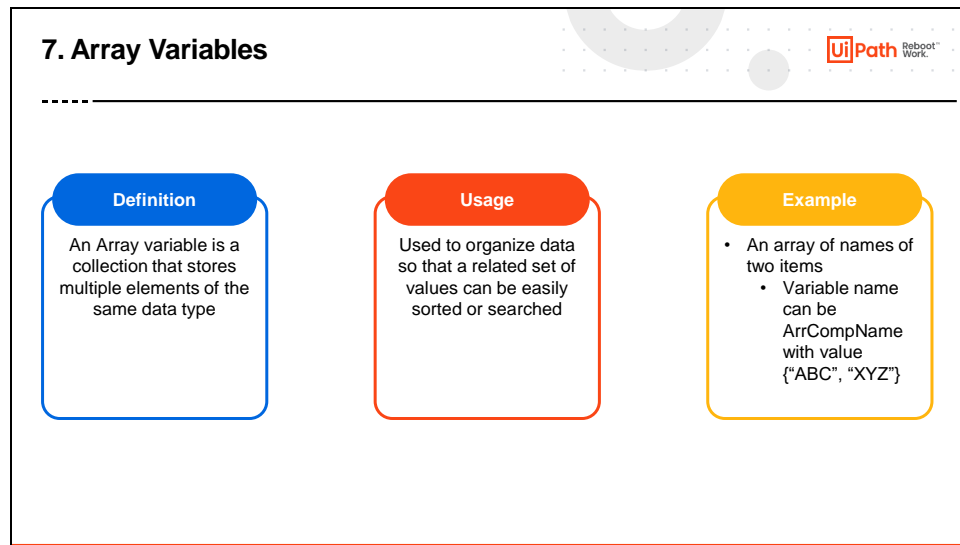 7. Array Variables
UiPath Reboot™
Work.
Definition
An Array variable is a
collection that stores
multiple elements of the
same data type
Usage
Used to organize data
so that a related set of
values can be easily
sorted or searched
Example
• An array of names of
two items
• Variable name
can be
ArrCompName
with value
{“ABC”, “XYZ”}